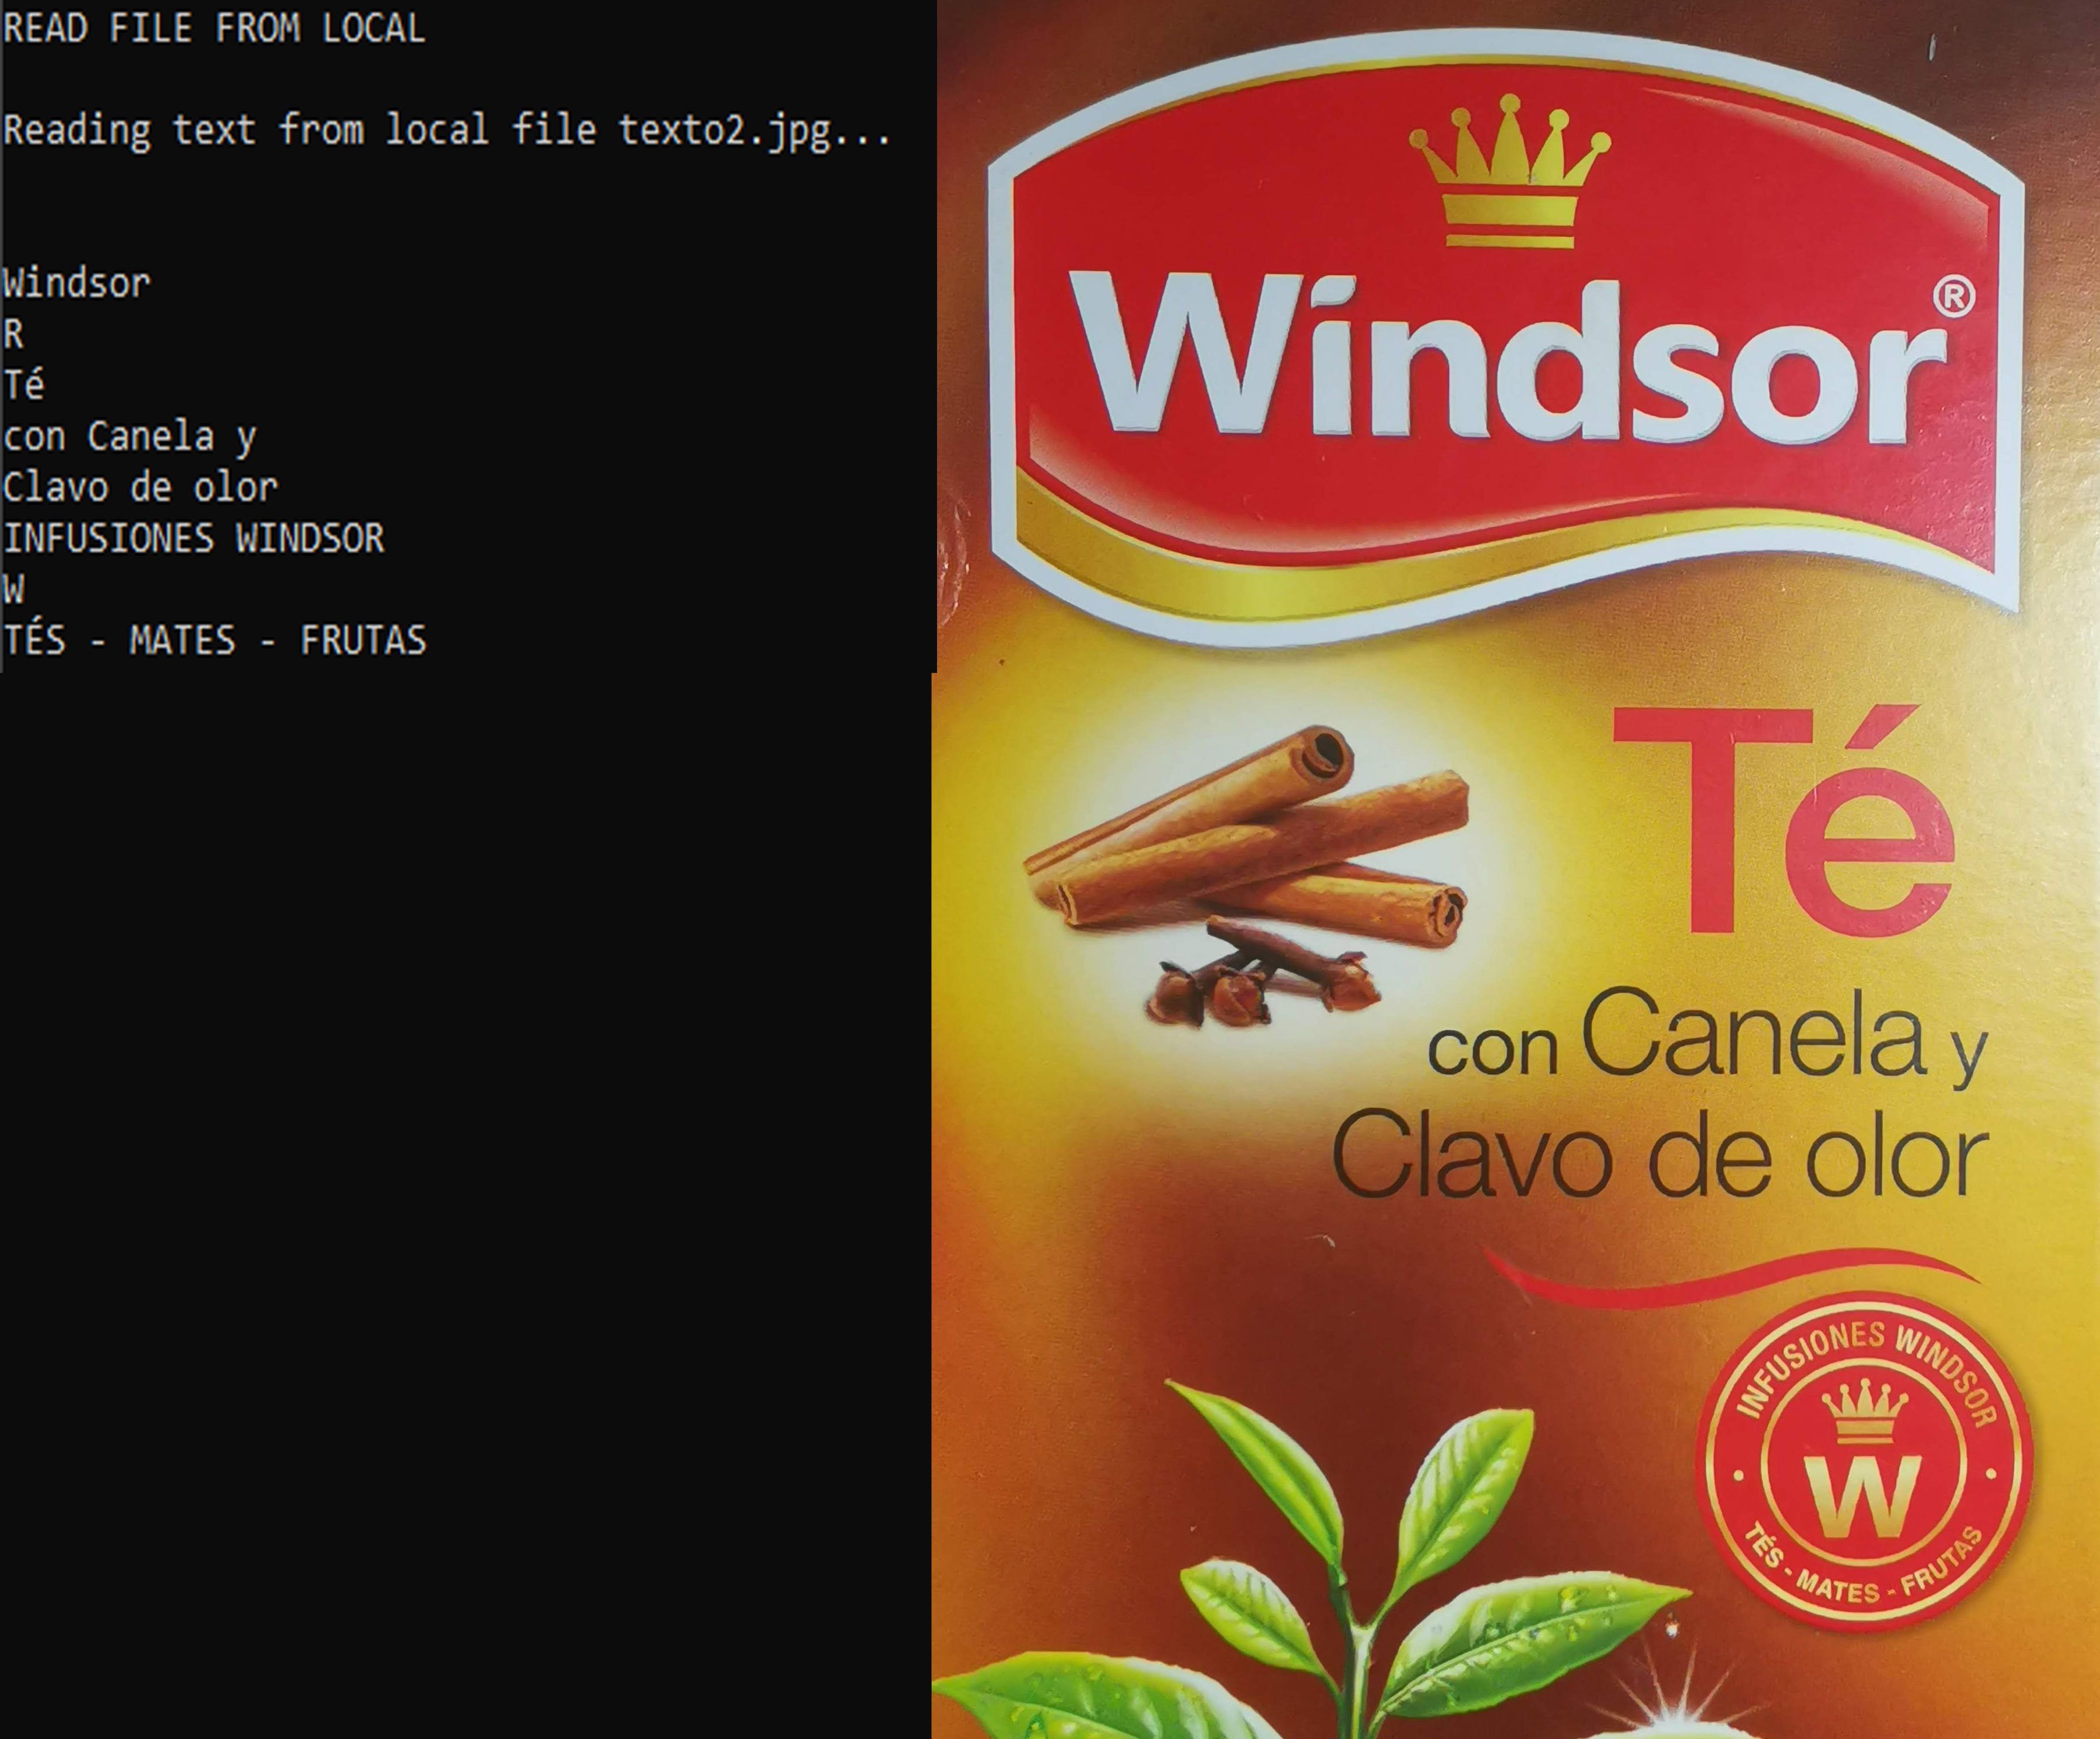 READ FILE FROM LOCAL
Reading text from local file texto2.jpg...
Windsor
R
Té
con Canela y
Clavo de olor
INFUSIONES WINDSOR
W
TÉS - MATES - FRUTAS
Windsor®
Té
con Canela y
Clavo de olor
INFUSIONES WINDSOR
W
TÉS - MATES - FRUTAS